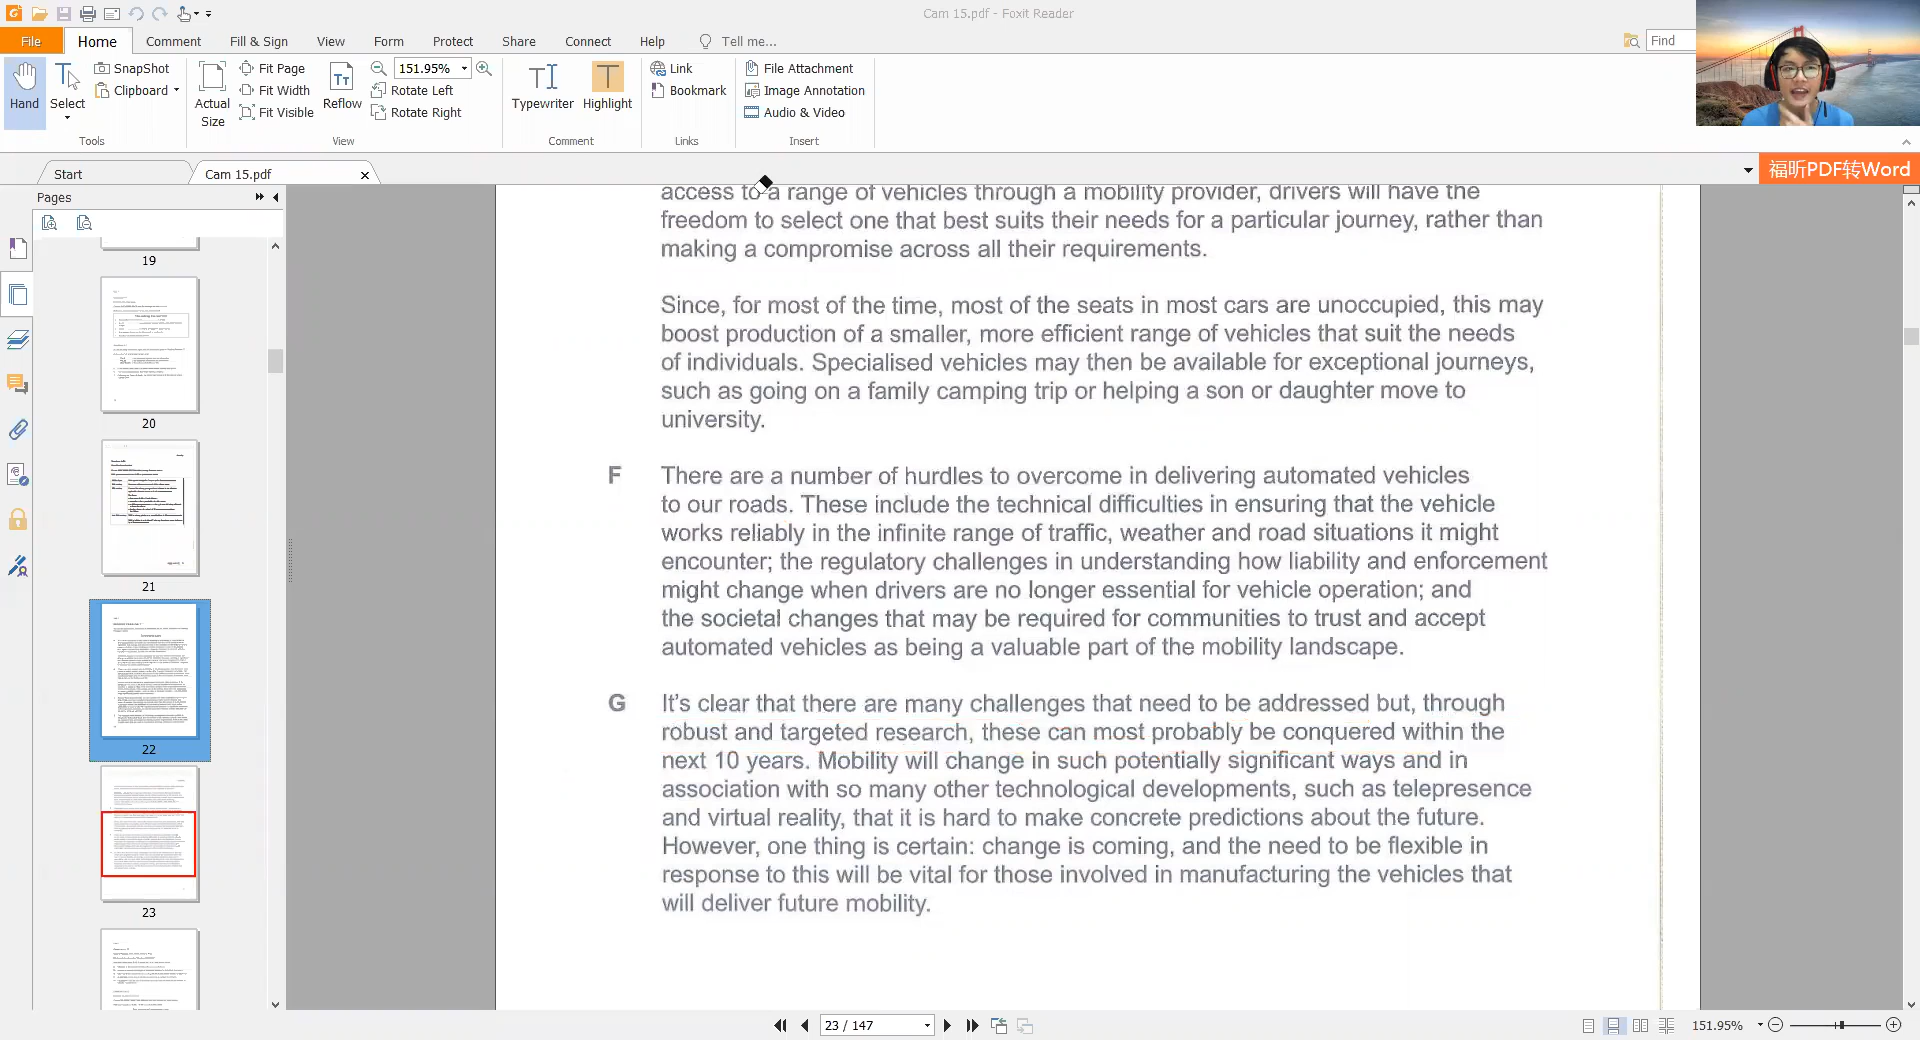 Cam 15.pdf - Foxit Reader
File Home Comment Fill & Sign View Form Protect Share Connect Help Tell me... Find
Hand
Select
SnapShot
Clipboard
Tools
Actual Size
Fit Page
Fit Width
Fit Visible
Reflow
151.95%
Rotate Left
Rotate Right
View
Typewriter
Highlight
Comment
Link
Bookmark
Links
File Attachment
Image Annotation
Audio & Video
Insert
Start
Cam 15.pdf
福昕PDF转Word
Pages
19
20
21
22
23
access to a range of vehicles through a mobility provider, drivers will have the
freedom to select one that best suits their needs for a particular journey, rather than
making a compromise across all their requirements.
Since, for most of the time, most of the seats in most cars are unoccupied, this may
boost production of a smaller, more efficient range of vehicles that suit the needs
of individuals. Specialised vehicles may then be available for exceptional journeys,
such as going on a family camping trip or helping a son or daughter move to
university.
F There are a number of hurdles to overcome in delivering automated vehicles
to our roads. These include the technical difficulties in ensuring that the vehicle
works reliably in the infinite range of traffic, weather and road situations it might
encounter; the regulatory challenges in understanding how liability and enforcement
might change when drivers are no longer essential for vehicle operation; and
the societal changes that may be required for communities to trust and accept
automated vehicles as being a valuable part of the mobility landscape.
G It's clear that there are many challenges that need to be addressed but, through
robust and targeted research, these can most probably be conquered within the
next 10 years. Mobility will change in such potentially significant ways and in
association with so many other technological developments, such as telepresence
and virtual reality, that it is hard to make concrete predictions about the future.
However, one thing is certain: change is coming, and the need to be flexible in
response to this will be vital for those involved in manufacturing the vehicles that
will deliver future mobility.
23 / 147
151.95%